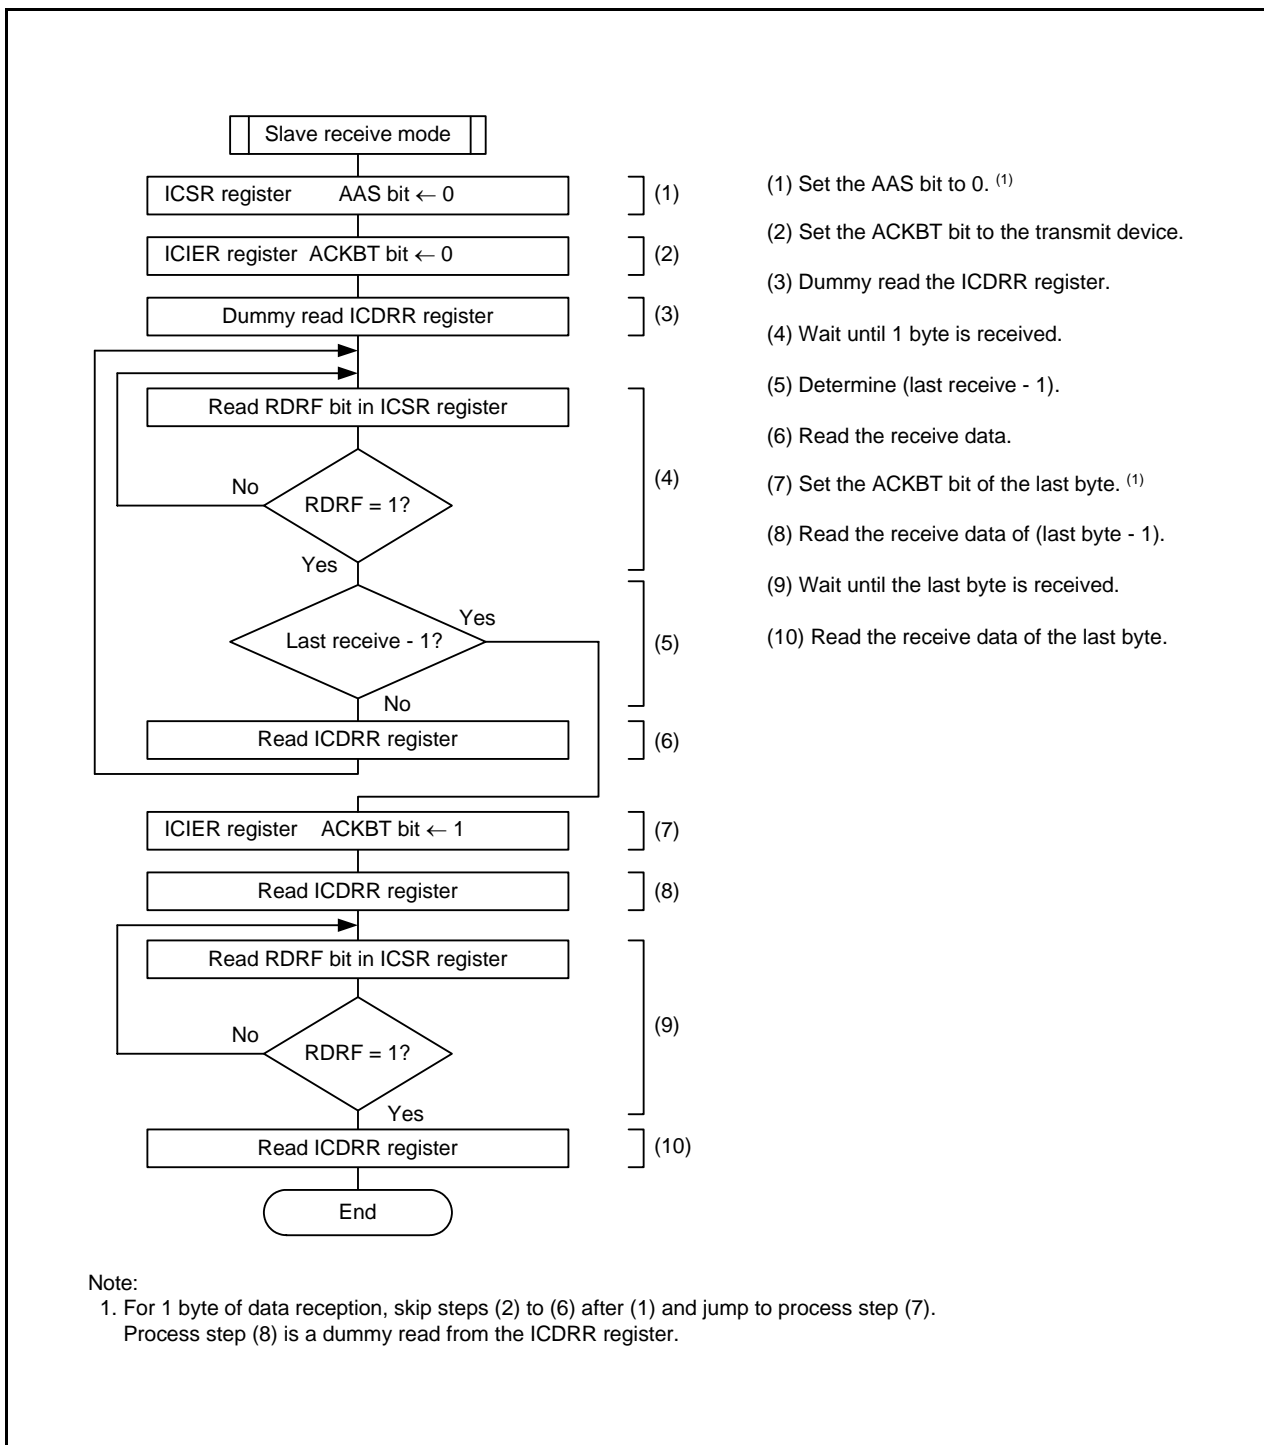 Slave receive mode
ICSR register AAS bit ← 0
(1)
ICIER register ACKBT bit ← 0
(2)
Dummy read ICDRR register
(3)
Read RDRF bit in ICSR register
No
RDRF = 1?
(4)
Yes
Yes
Last receive - 1?
(5)
No
Read ICDRR register
(6)
ICIER register ACKBT bit ← 1
(7)
Read ICDRR register
(8)
Read RDRF bit in ICSR register
No
RDRF = 1?
(9)
Yes
Read ICDRR register
(10)
End
(1) Set the AAS bit to 0. (1)
(2) Set the ACKBT bit to the transmit device.
(3) Dummy read the ICDRR register.
(4) Wait until 1 byte is received.
(5) Determine (last receive - 1).
(6) Read the receive data.
(7) Set the ACKBT bit of the last byte. (1)
(8) Read the receive data of (last byte - 1).
(9) Wait until the last byte is received.
(10) Read the receive data of the last byte.
Note:
1. For 1 byte of data reception, skip steps (2) to (6) after (1) and jump to process step (7).
Process step (8) is a dummy read from the ICDRR register.